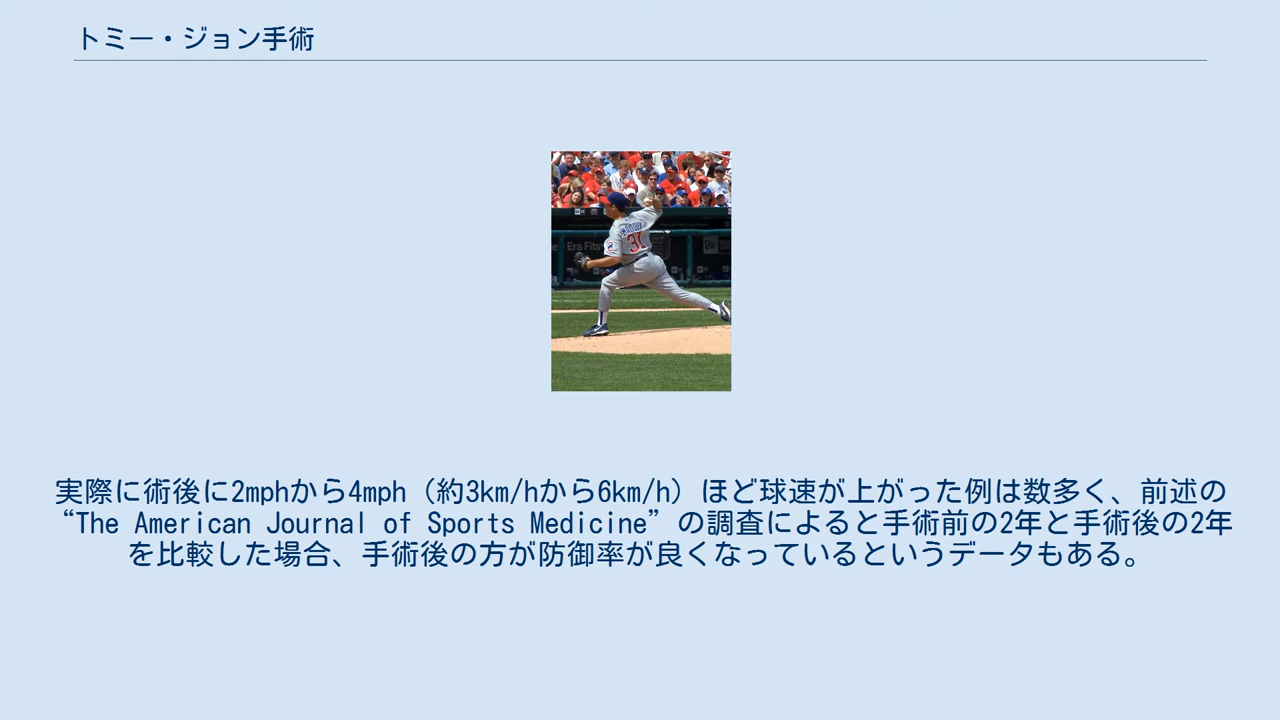 トミー・ジョン手術
Era Fits
MADDUX
31
実際に術後に2mphから4mph（約3km/hから6km/h）ほど球速が上がった例は数多く、前述の
“The American Journal of Sports Medicine”の調査によると手術前の2年と手術後の2年
を比較した場合、手術後の方が防御率が良くなっているというデータもある。